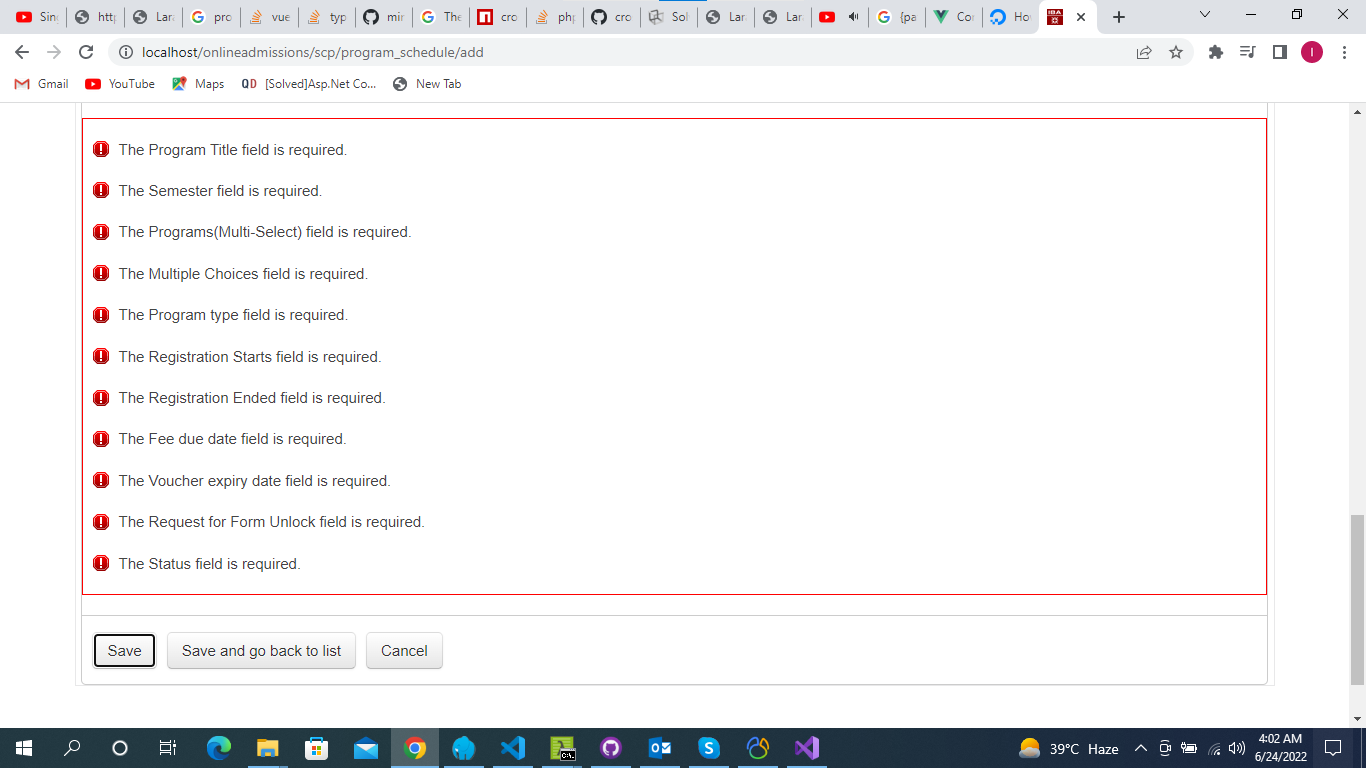 Sin
http
Lar
pro
vue
typ
mir
The
cro
php
cro
Sol
Lar
Lar
{pa
Cor
Ho
localhost/onlineadmissions/scp/program_schedule/add
I
Gmail
YouTube
Maps
QD [Solved]Asp.Net Co...
New Tab
The Program Title field is required.
The Semester field is required.
The Programs(Multi-Select) field is required.
The Multiple Choices field is required.
The Program type field is required.
The Registration Starts field is required.
The Registration Ended field is required.
The Fee due date field is required.
The Voucher expiry date field is required.
The Request for Form Unlock field is required.
The Status field is required.
Save
Save and go back to list
Cancel
39°C Haze
4:02 AM
6/24/2022